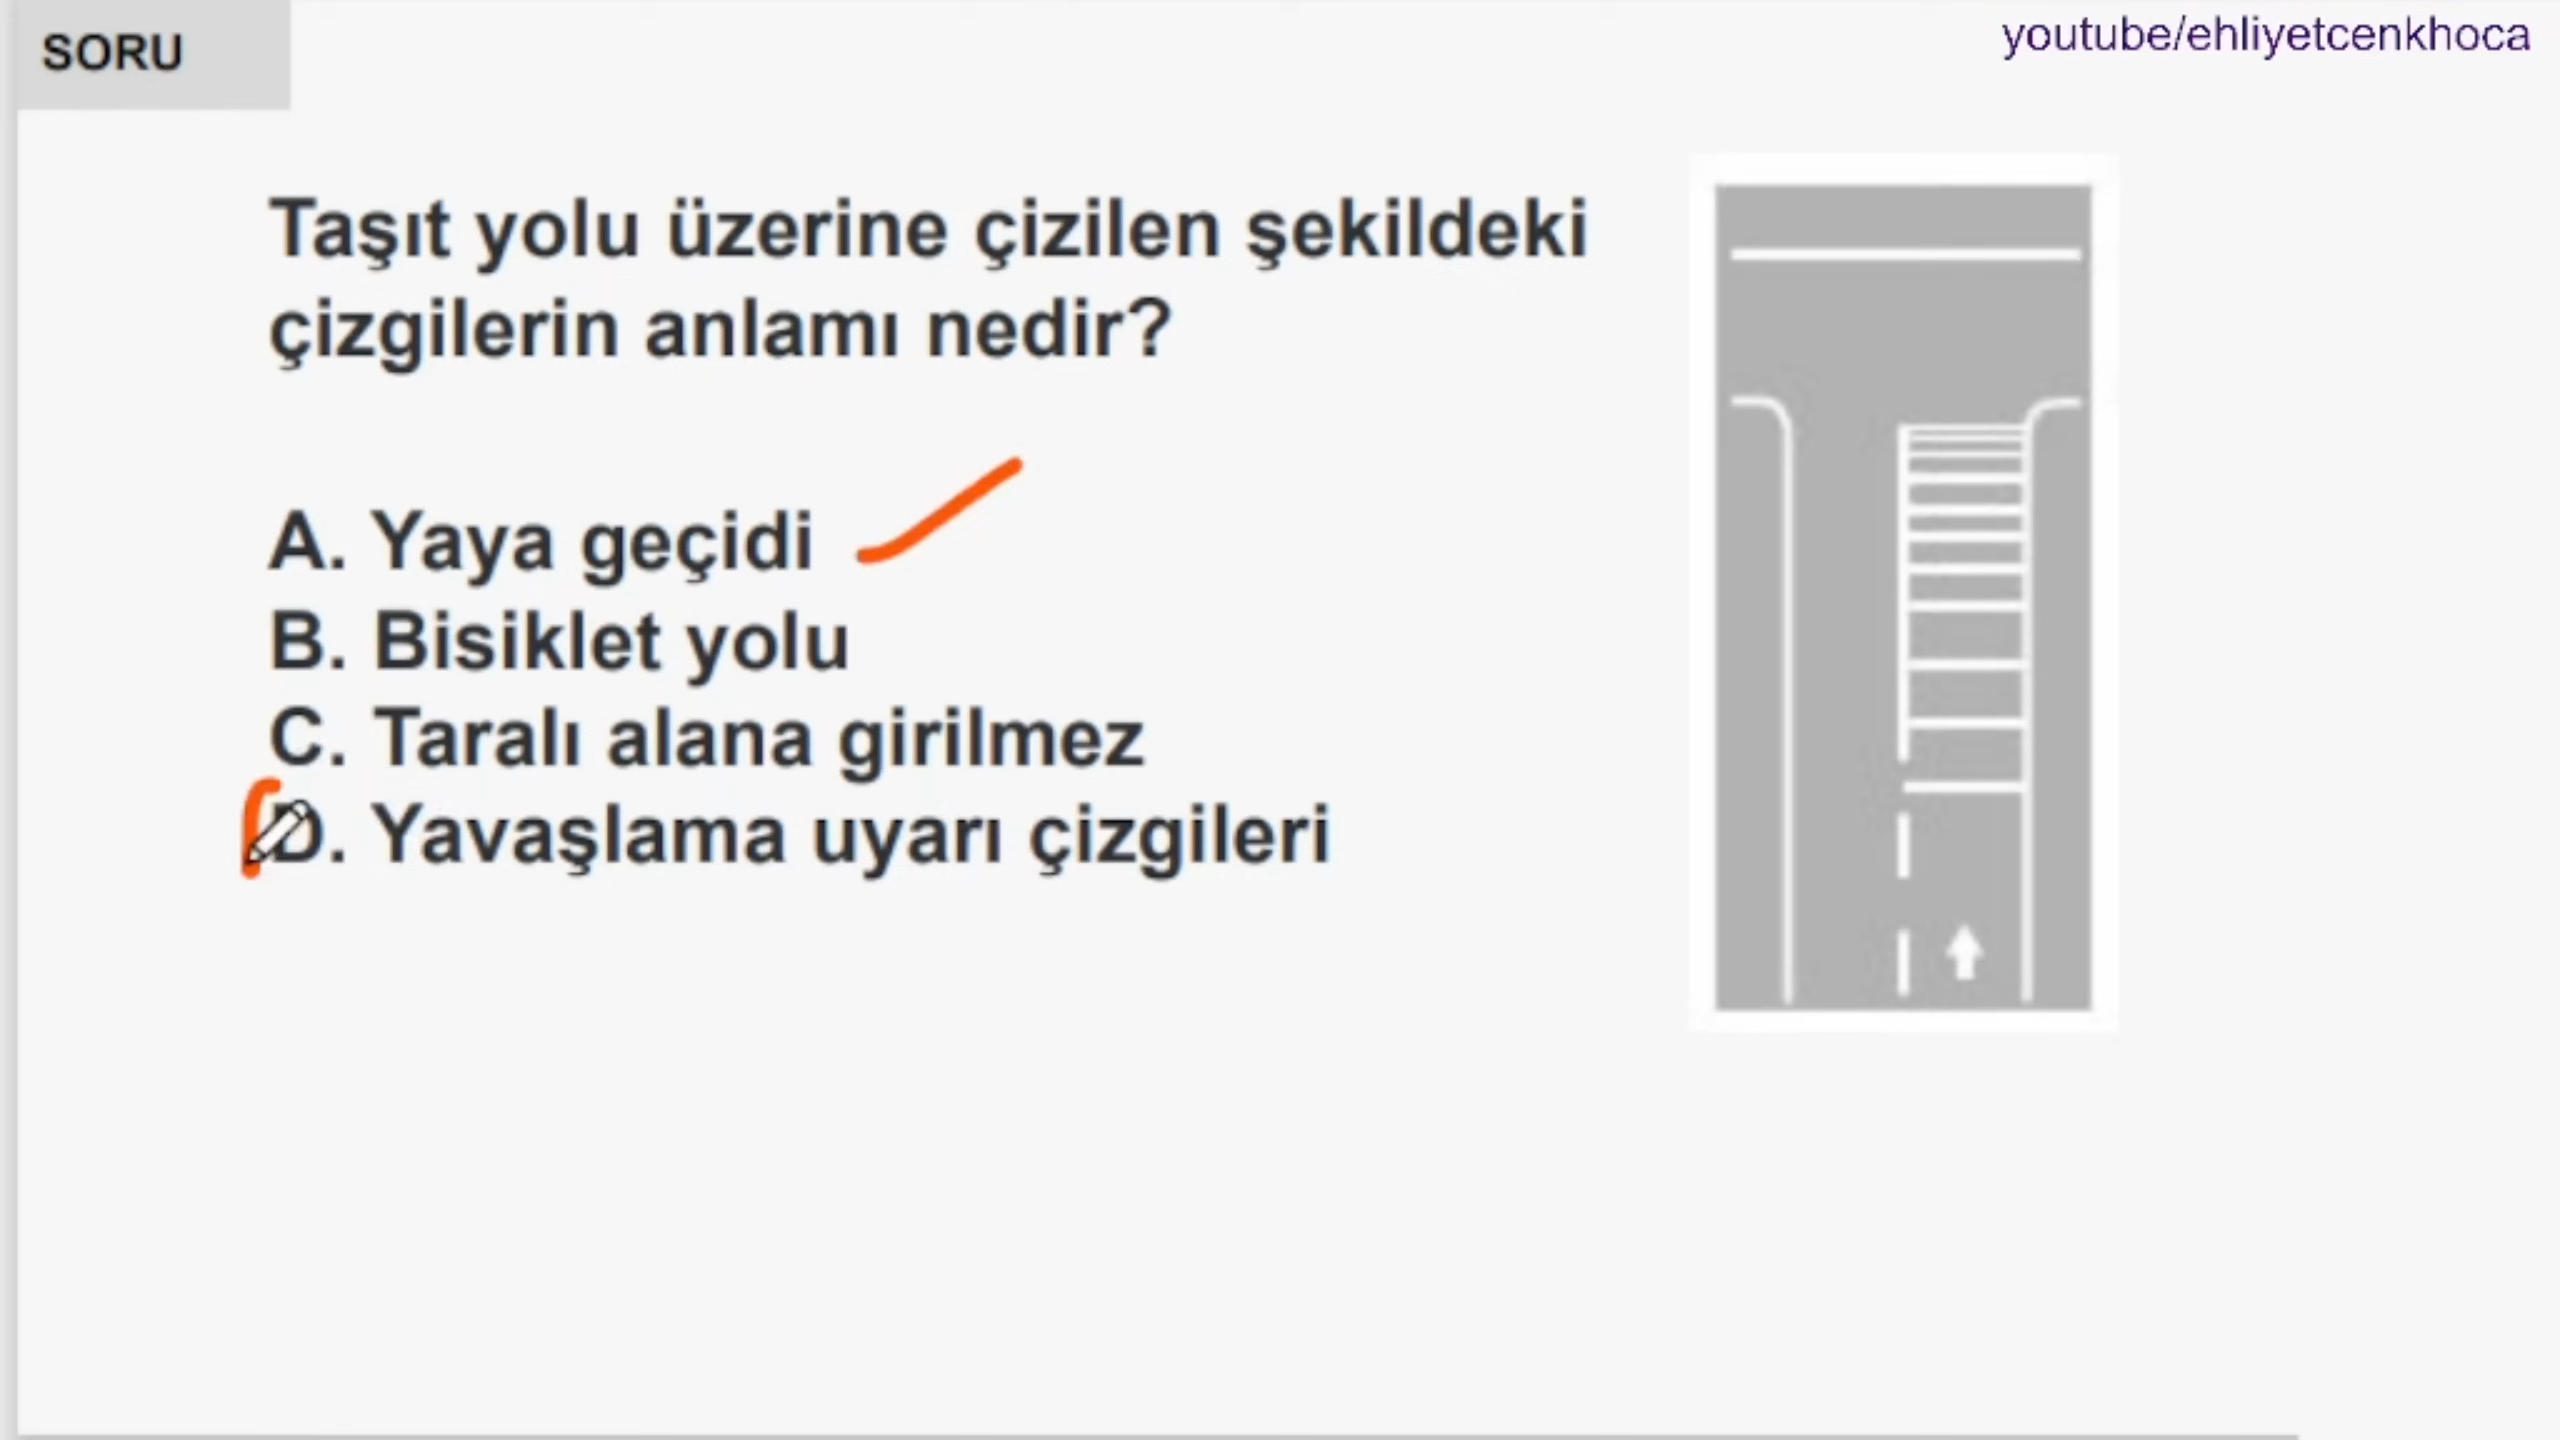 SORU
youtube/ehliyetcenkhoca
Taşıt yolu üzerine çizilen şekildeki
çizgilerin anlamı nedir?
A. Yaya geçidi
B. Bisiklet yolu
C. Taralı alana girilmez
D. Yavaşlama uyarı çizgileri